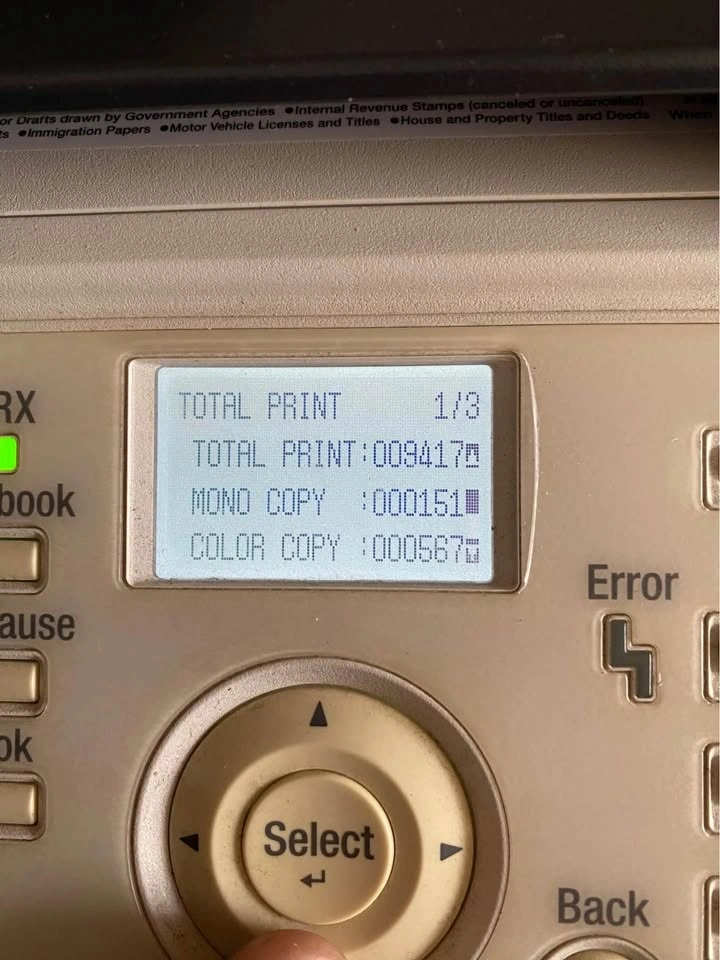 or Drafts drawn by Government Agencies ●Internal Revenue Stamps (canceled or uncanceled)
ts ●Immigration Papers ●Motor Vehicle Licenses and Titles ●House and Property Titles and Deeds When
RX
TOTAL PRINT 1/3
TOTAL PRINT:009417
book
MONO COPY :000151
COLOR COPY :000567
Error
ause
ok
Select
Back